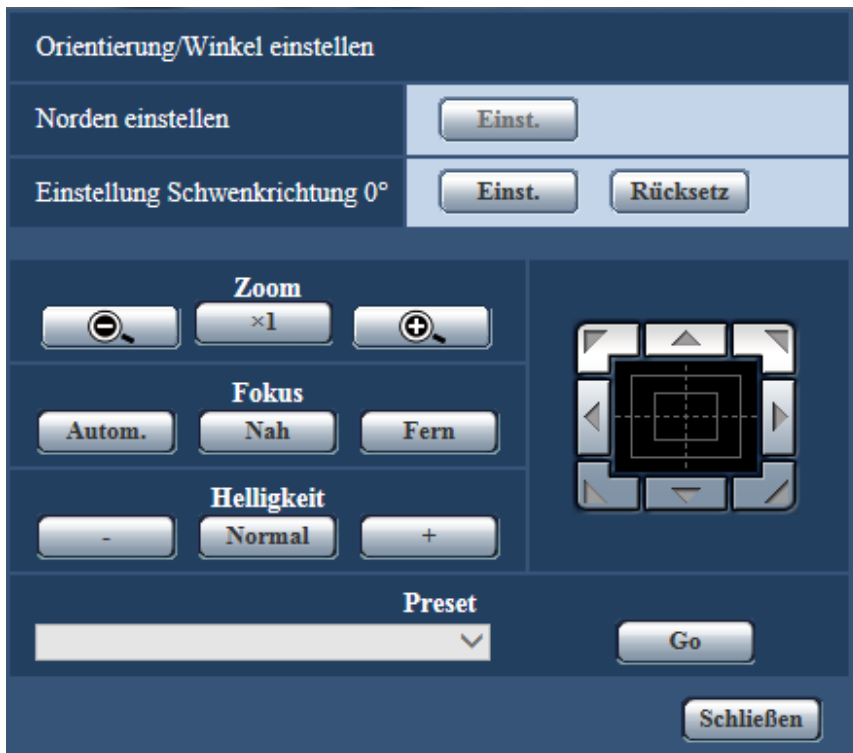 Orientierung/Winkel einstellen
Norden einstellen Einst.
Einstellung Schwenkrichtung 0° Einst. Rücksetz
Zoom
×1
Fokus
Autom. Nah Fern
Helligkeit
- Normal +
Preset
Go
Schließen